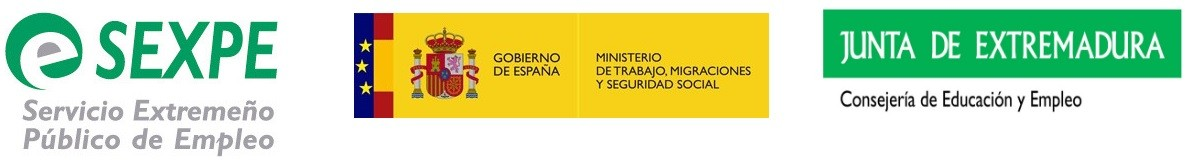 SEXPE
Servicio Extremeño
Público de Empleo
GOBIERNO
DE ESPAÑA
MINISTERIO
DE TRABAJO, MIGRACIONES
Y SEGURIDAD SOCIAL
JUNTA DE EXTREMADURA
Consejería de Educación y Empleo